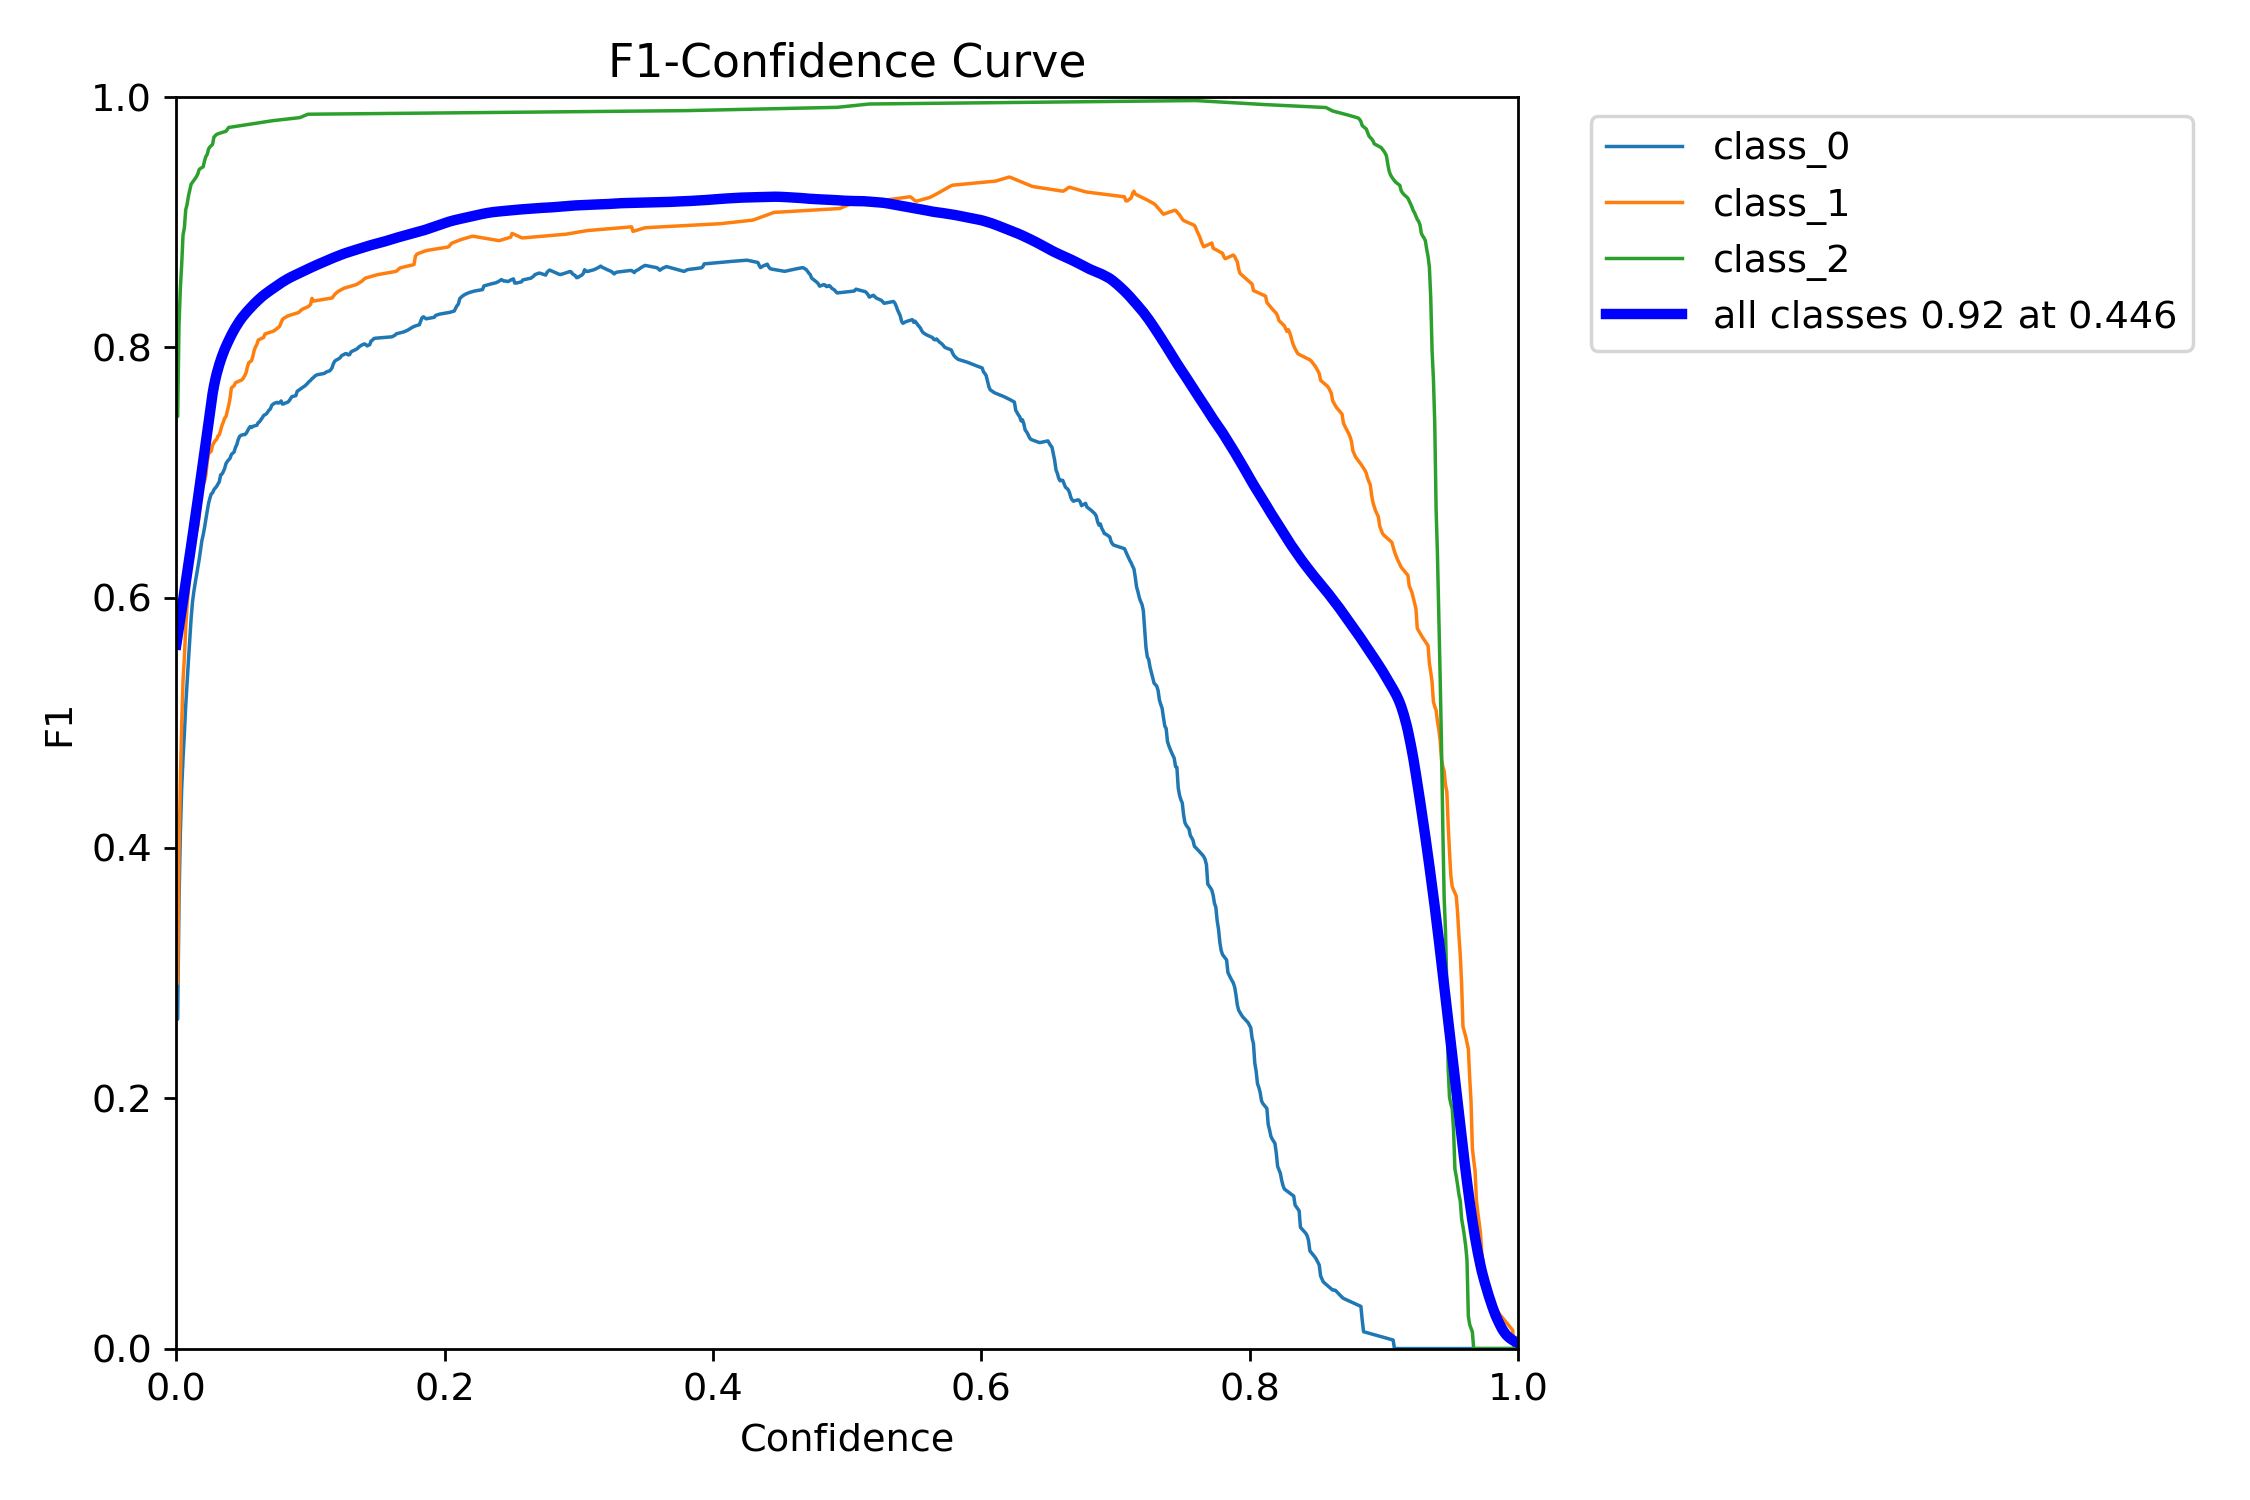 F1-Confidence Curve
1.0
0.8
0.6
0.4
0.2
0.0
F1
0.0 0.2 0.4 0.6 0.8 1.0
Confidence
class_0
class_1
class_2
all classes 0.92 at 0.446